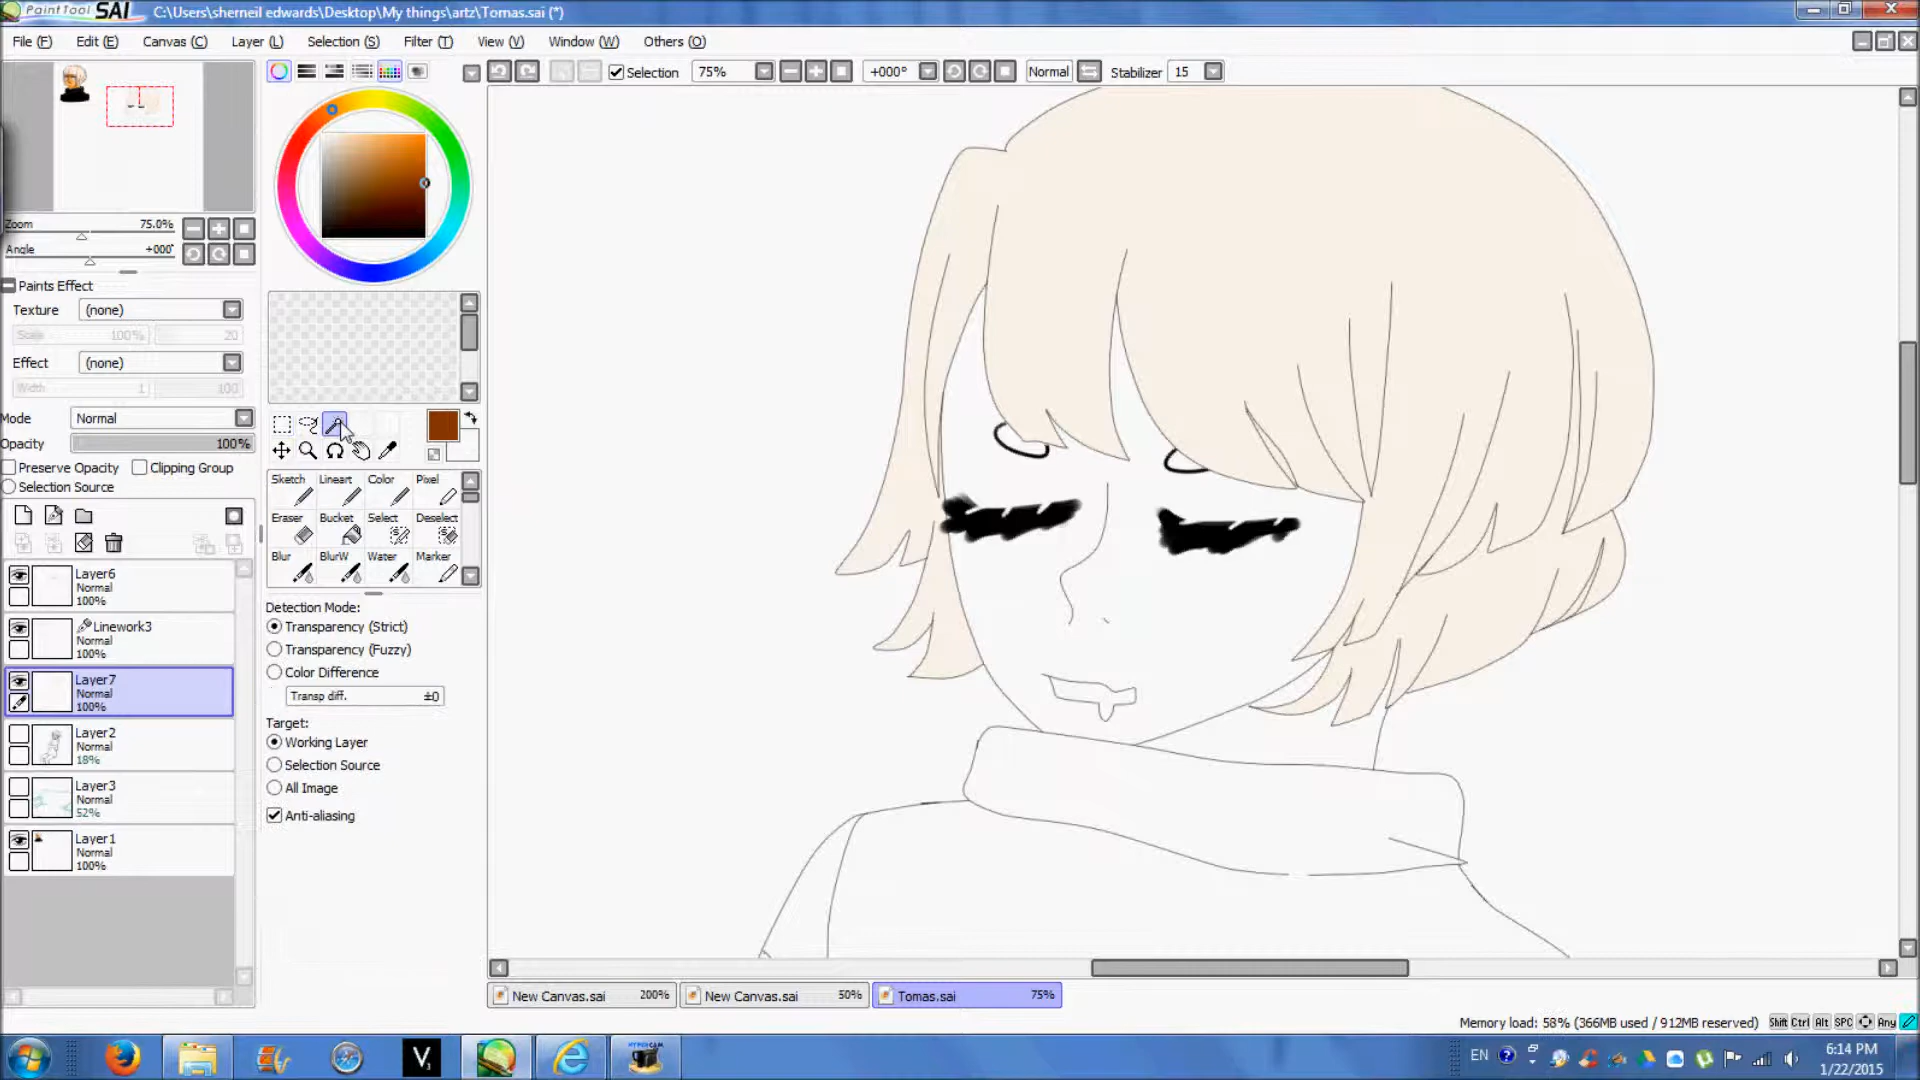 PaintTool SAI C:\Users\sherneil edwards\Desktop\My things\artz\Tomas.sai (*)
File (F) Edit (E) Canvas (C) Layer (L) Selection (S) Filter (T) View (V) Window (W) Others (O)
Selection 75% +000° Normal Stabilizer 15
Zoom 75.0%
Angle +000°
Paints Effect
Texture (none)
Scale 100% 20
Effect (none)
Width 1 100
Mode Normal
Opacity 100%
Preserve Opacity Clipping Group
Selection Source
Sketch Lineart Color Pixel
Eraser Bucket Select Deselect
Blur BlurW Water Marker
Layer6
Normal
100%
Linework3
Normal
100%
Layer7
Normal
100%
Layer2
Normal
18%
Layer3
Normal
52%
Layer1
Normal
100%
Detection Mode:
Transparency (Strict)
Transparency (Fuzzy)
Color Difference
Transp diff. ±0
Target:
Working Layer
Selection Source
All Image
Anti-aliasing
New Canvas.sai 200% New Canvas.sai 50% Tomas.sai 75%
Memory load: 58% (366MB used / 912MB reserved) Shift Ctrl Alt SPC Any
EN 6:14 PM
1/22/2015